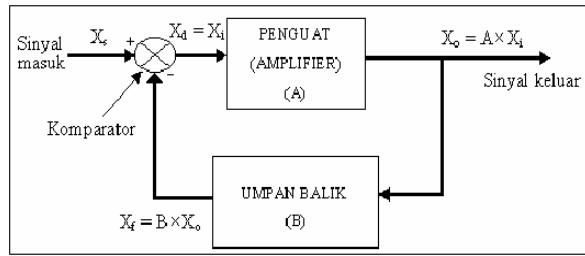 Sinyal
masuk
Xs
+
−
Xd = Xi
PENGUAT
(AMPLIFIER)
(A)
Xo = A × Xi
Sinyal keluar
Komparator
UMPAN BALIK
(B)
Xf = B × Xo